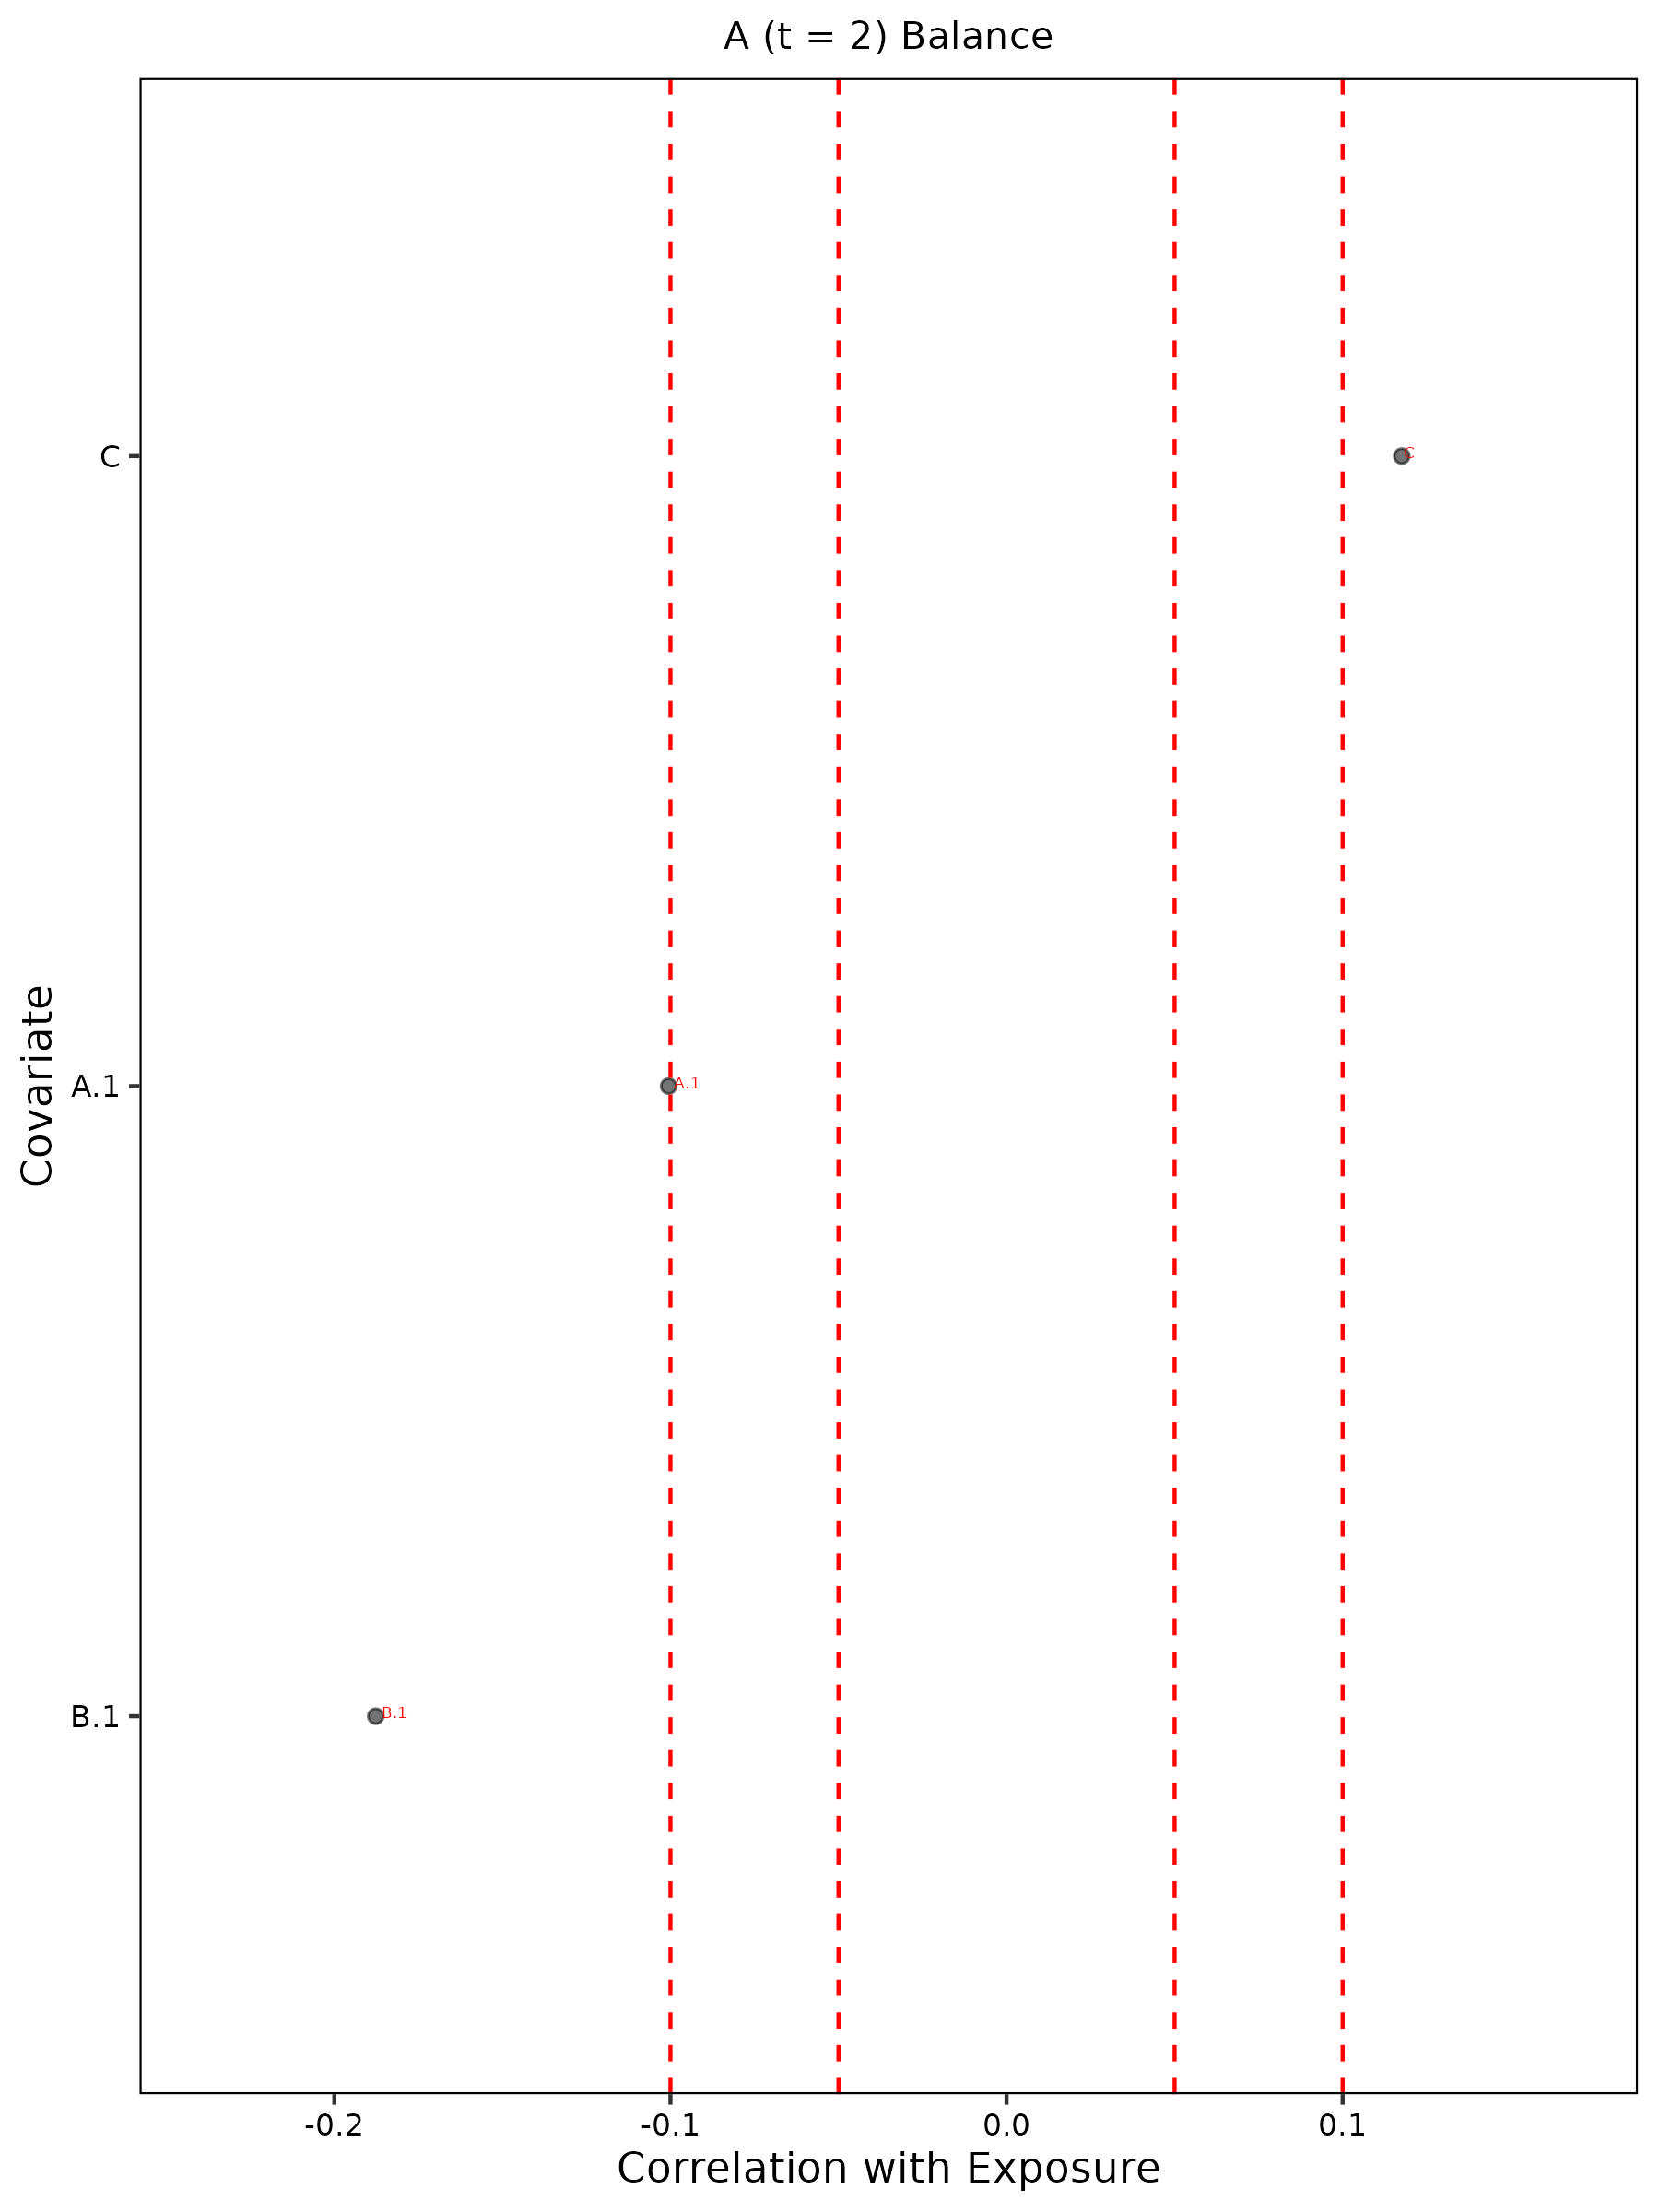 A (t = 2) Balance
C
C
Covariate
A.1
A.1
B.1
B.1
-0.2
-0.1
0.0
0.1
Correlation with Exposure